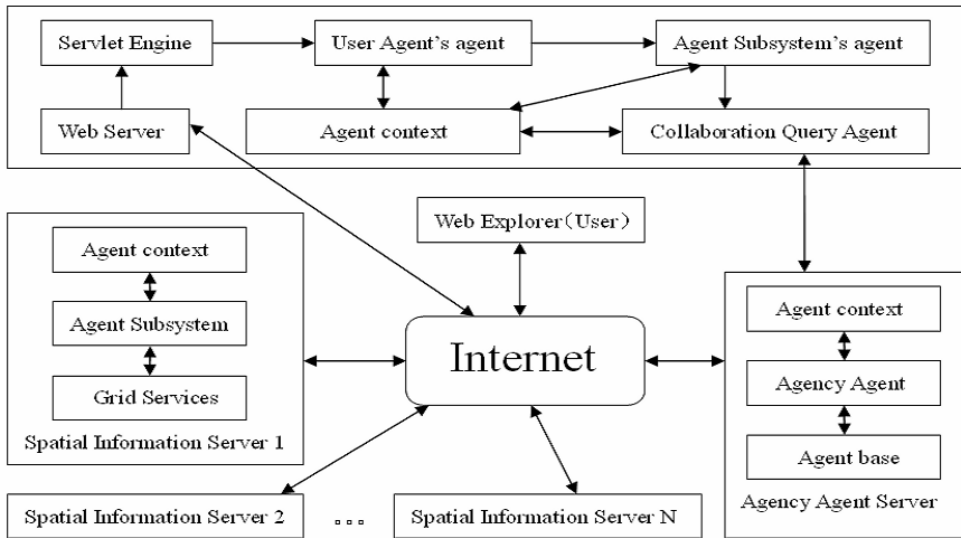 Servlet Engine
User Agent's agent
Agent Subsystem's agent
Web Server
Agent context
Collaboration Query Agent
Web Explorer（User）
Agent context
Agent Subsystem
Grid Services
Spatial Information Server 1
Internet
Agent context
Agency Agent
Agent base
Agency Agent Server
Spatial Information Server 2
...
Spatial Information Server N